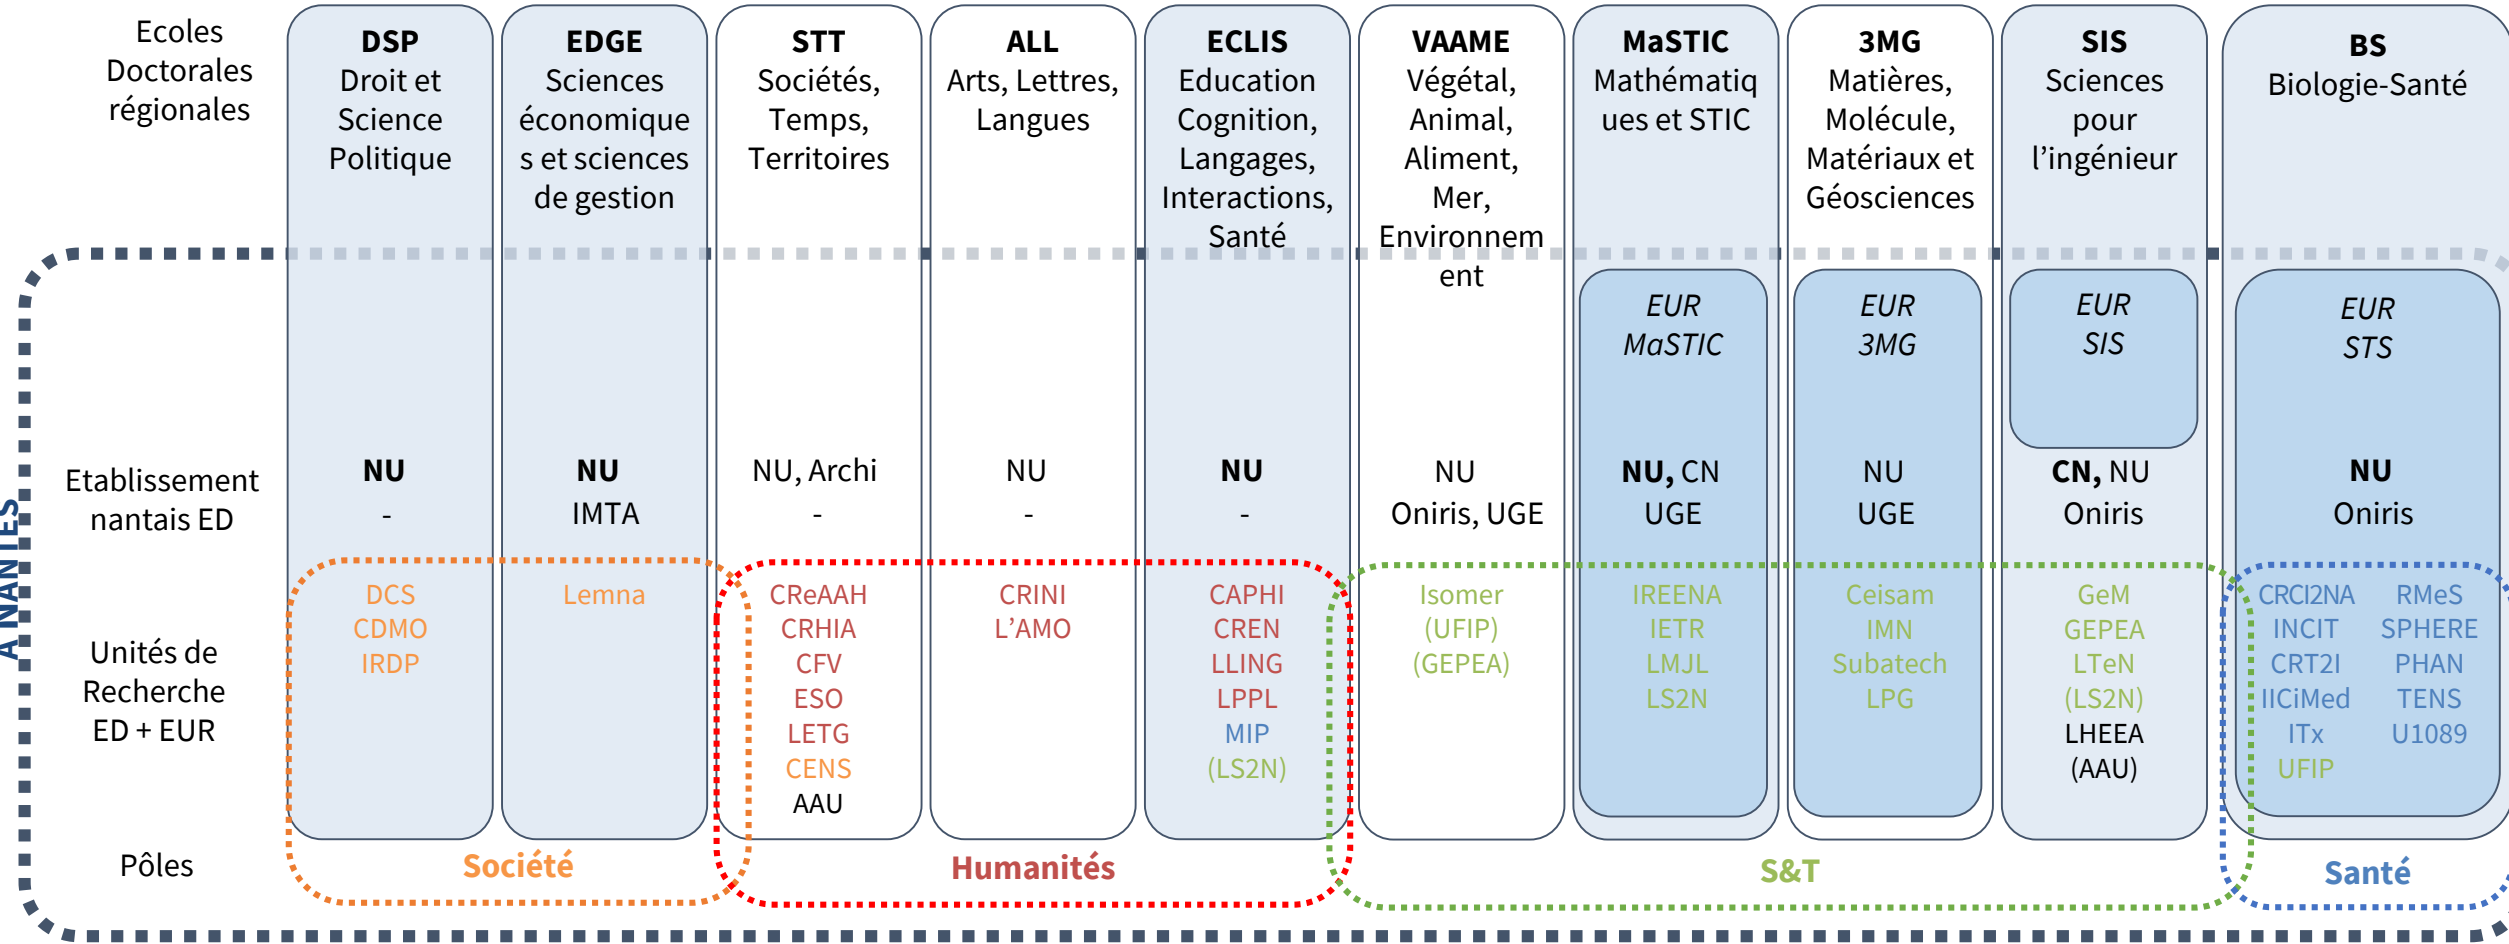 Ecoles
Doctorales
régionales
DSP
Droit et
Science
Politique
EDGE
Sciences
économique
s et sciences
de gestion
STT
Sociétés,
Temps,
Territoires
ALL
Arts, Lettres,
Langues
ECLIS
Education
Cognition,
Langages,
Interactions,
Santé
VAAME
Végétal,
Animal,
Aliment,
Mer,
Environnem
ent
MaSTIC
Mathématiq
ues et STIC
3MG
Matières,
Molécule,
Matériaux et
Géosciences
SIS
Sciences
pour
l’ingénieur
BS
Biologie-Santé
EUR
MaSTIC
EUR
3MG
EUR
SIS
EUR
STS
A NANTES
Etablissement
nantais ED
NU
-
NU
IMTA
NU, Archi
-
NU
-
NU
-
NU
Oniris, UGE
NU, CN
UGE
NU
UGE
CN, NU
Oniris
NU
Oniris
Unités de
Recherche
ED + EUR
DCS
CDMO
IRDP
Lemna
CReAAH
CRHIA
CFV
ESO
LETG
CENS
AAU
CRINI
L’AMO
CAPHI
CREN
LLING
LPPL
MIP
(LS2N)
Isomer
(UFIP)
(GEPEA)
IREENA
IETR
LMJL
LS2N
Ceisam
IMN
Subatech
LPG
GeM
GEPEA
LTeN
(LS2N)
LHEEA
(AAU)
CRCI2NA
INCIT
CRT2I
IICiMed
ITx
UFIP
RMeS
SPHERE
PHAN
TENS
U1089
Pôles
Société
Humanités
S&T
Santé